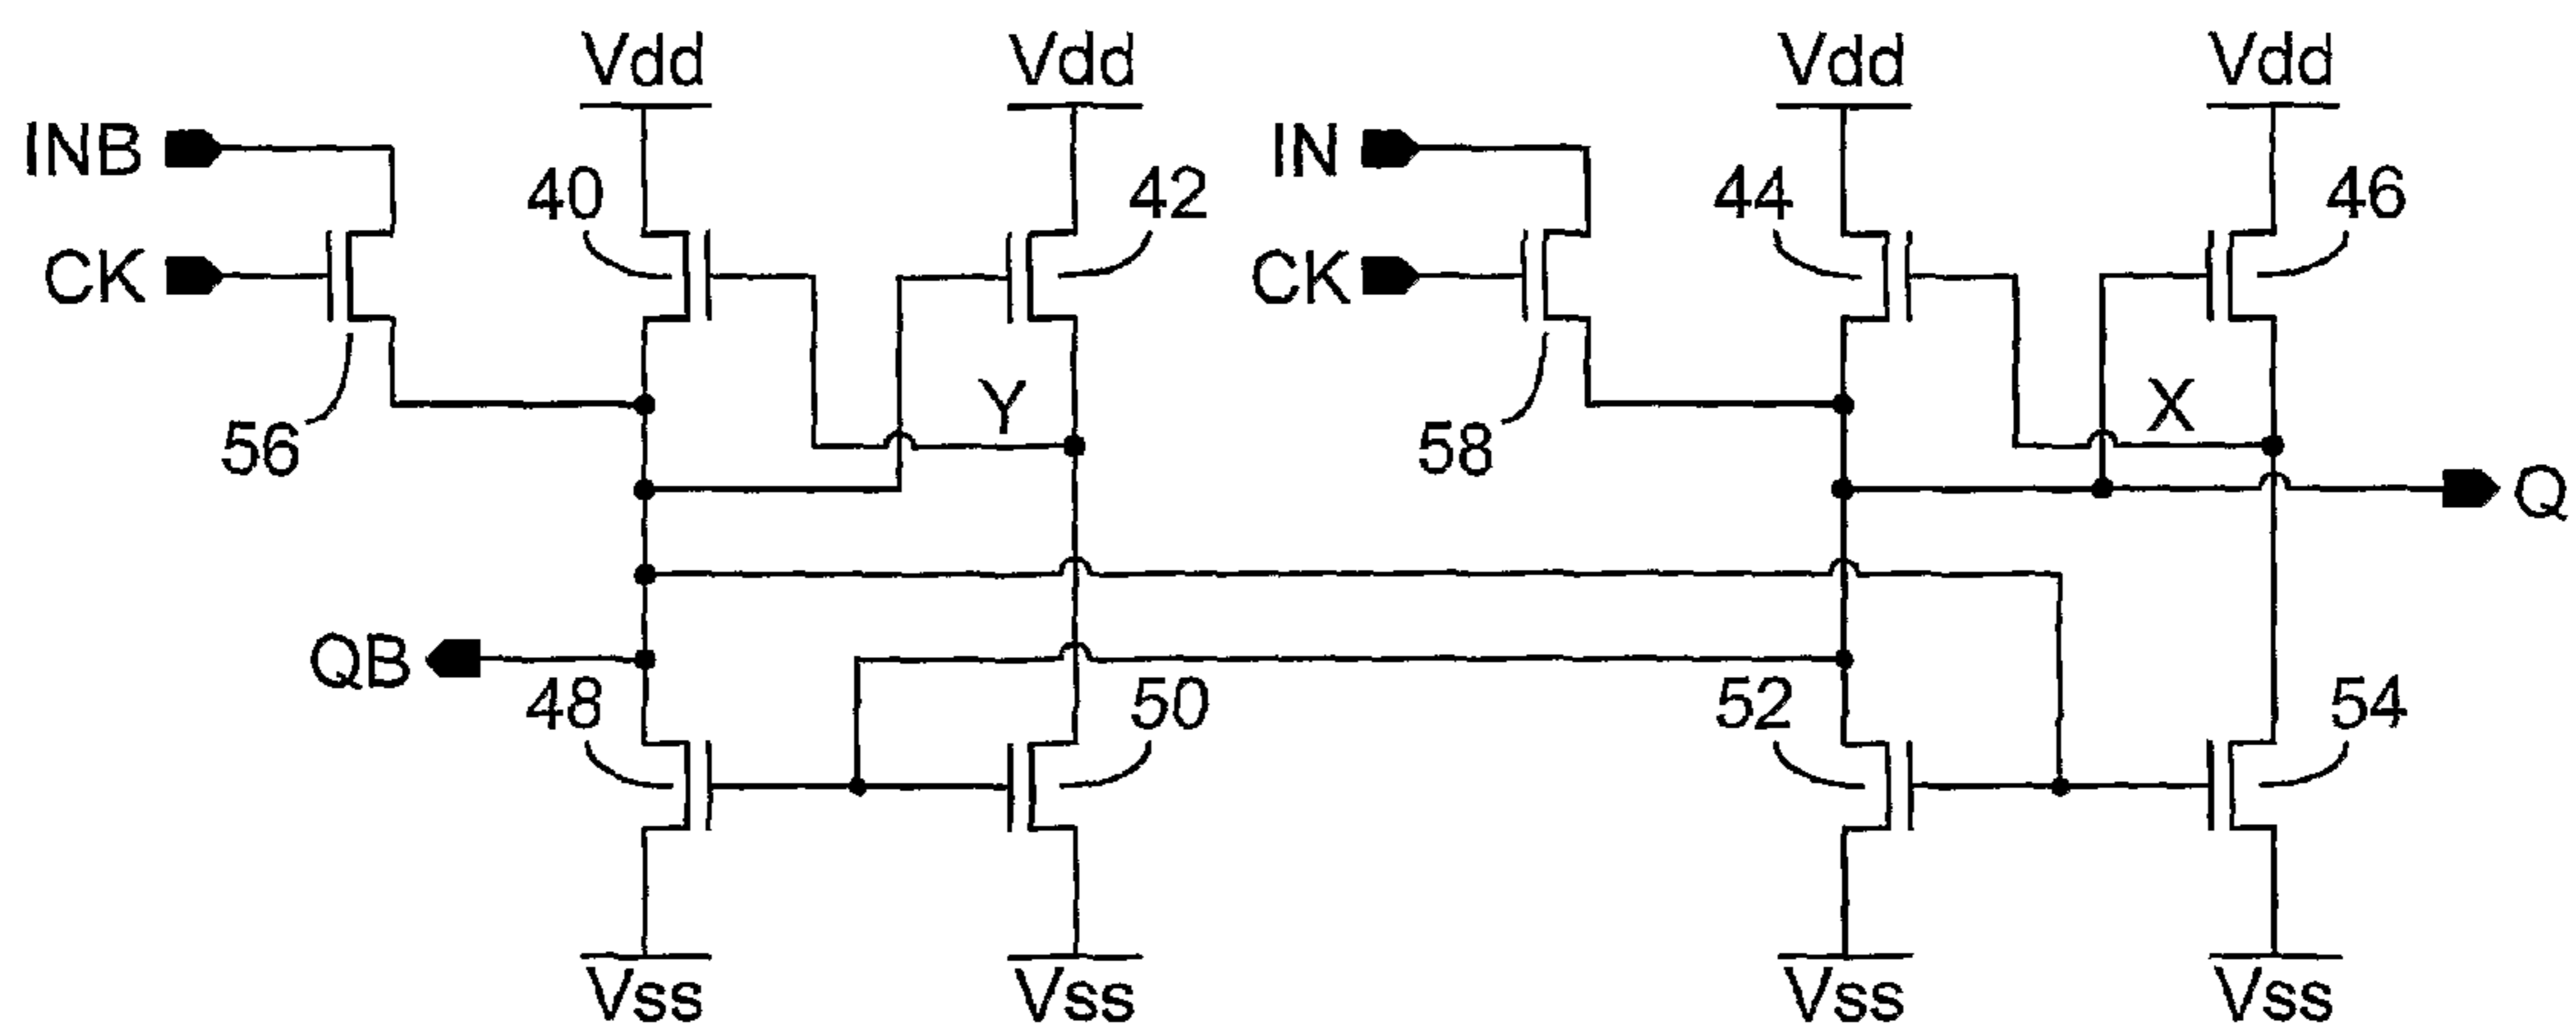 Vdd Vdd Vdd Vdd
INB IN
40 42 44 46
CK CK
Y X
56 58
Q
QB
48 50 52 54
Vss Vss Vss Vss